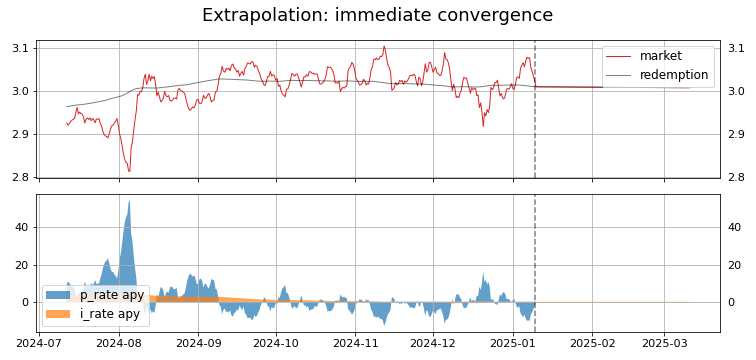 Extrapolation: immediate convergence
3.1 3.1
market
redemption
3.0 3.0
2.9 2.9
2.8 2.8
40 40
20 20
p_rate apy
i_rate apy
0 0
2024-07 2024-08 2024-09 2024-10 2024-11 2024-12 2025-01 2025-02 2025-03